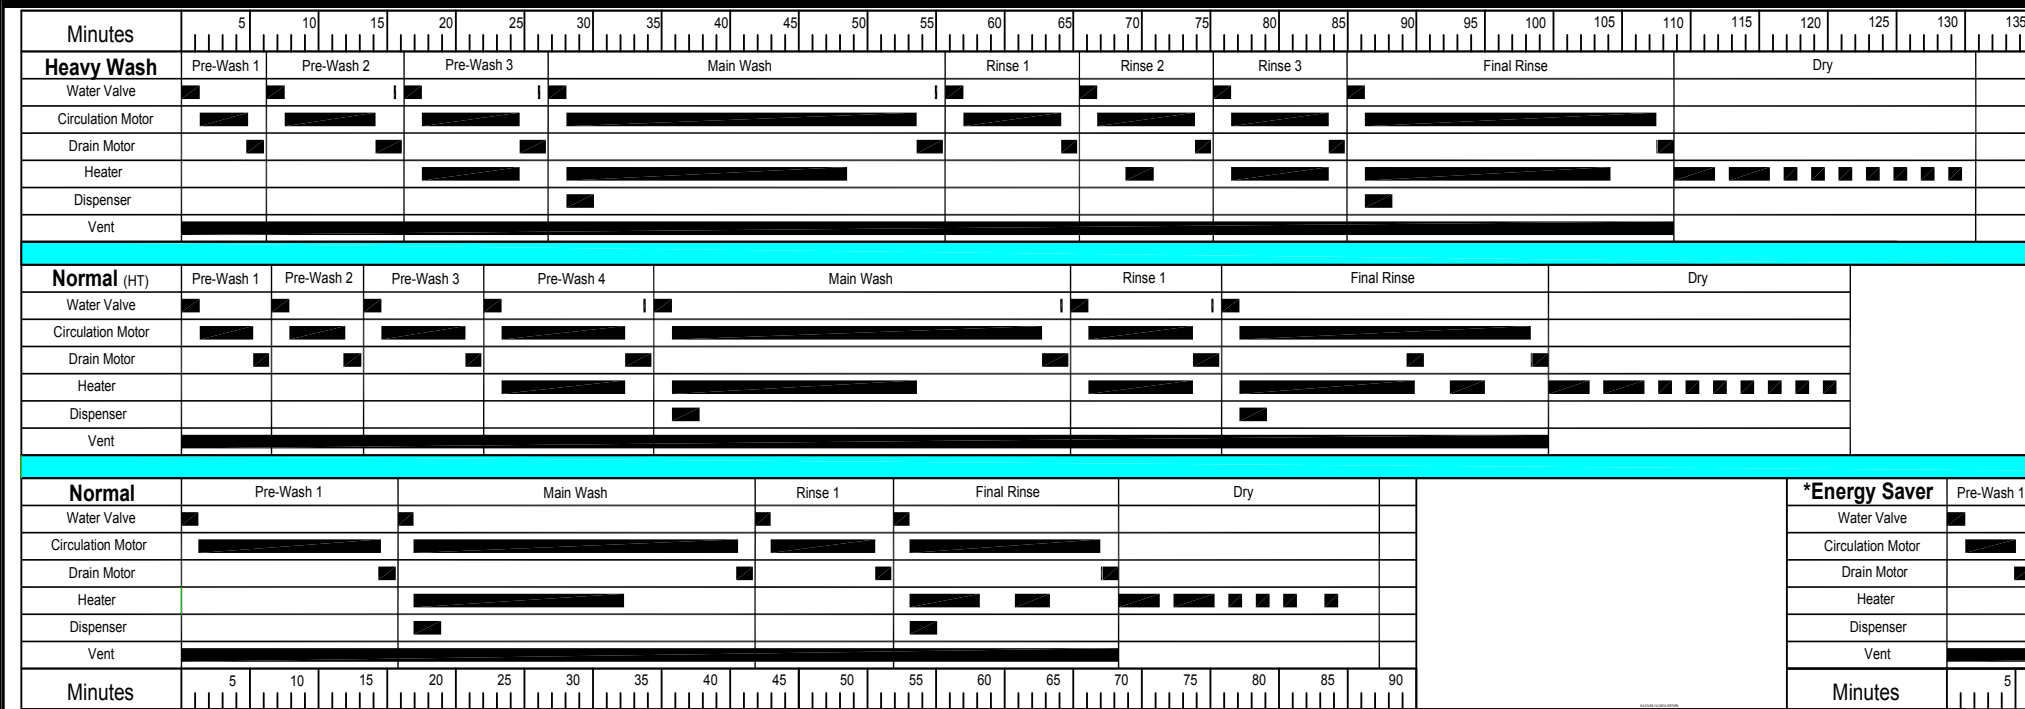 Minutes 5 10 15 20 25 30 35 40 45 50 55 60 65 70 75 80 85 90 95 100 105 110 115 120 125 130 135
Heavy Wash Pre-Wash 1 Pre-Wash 2 Pre-Wash 3 Main Wash Rinse 1 Rinse 2 Rinse 3 Final Rinse Dry
Water Valve
Circulation Motor
Drain Motor
Heater
Dispenser
Vent
Normal (HT) Pre-Wash 1 Pre-Wash 2 Pre-Wash 3 Pre-Wash 4 Main Wash Rinse 1 Final Rinse Dry
Water Valve
Circulation Motor
Drain Motor
Heater
Dispenser
Vent
Normal Pre-Wash 1 Main Wash Rinse 1 Final Rinse Dry *Energy Saver Pre-Wash 1
Water Valve Water Valve
Circulation Motor Circulation Motor
Drain Motor Drain Motor
Heater Heater
Dispenser Dispenser
Vent Vent
Minutes 5 10 15 20 25 30 35 40 45 50 55 60 65 70 75 80 85 90 Minutes 5